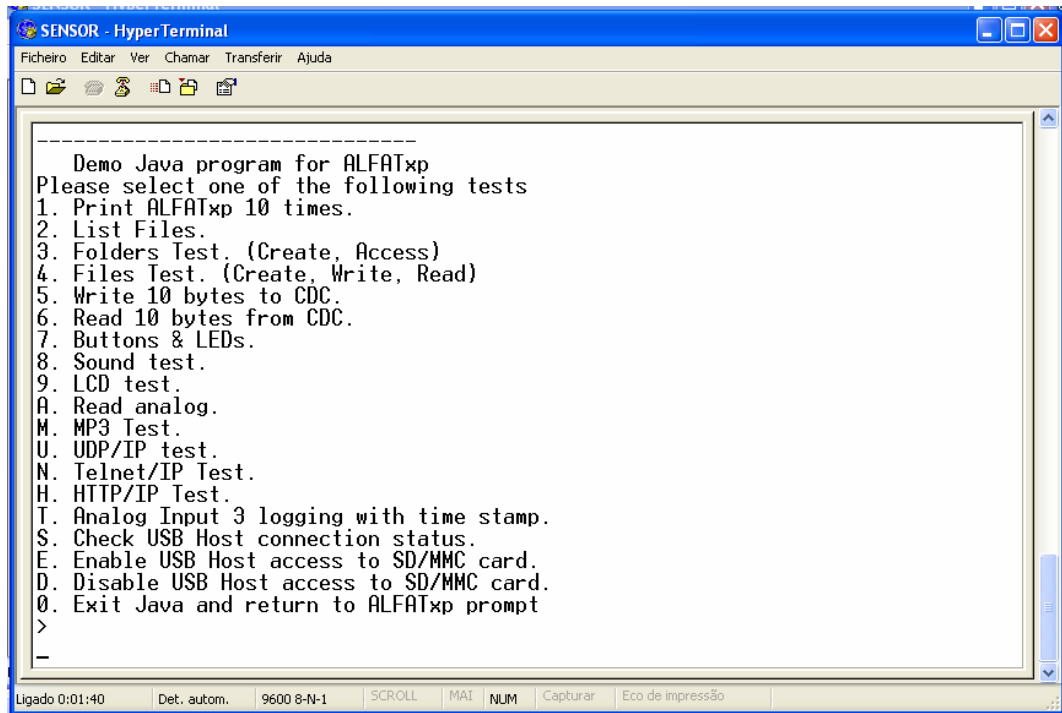 SENSOR - HyperTerminal
Ficheiro Editar Ver Chamar Transferir Ajuda
-------------------------------
Demo Java program for ALFATxp
Please select one of the following tests
1. Print ALFATxp 10 times.
2. List Files.
3. Folders Test. (Create, Access)
4. Files Test. (Create, Write, Read)
5. Write 10 bytes to CDC.
6. Read 10 bytes from CDC.
7. Buttons & LEDs.
8. Sound test.
9. LCD test.
A. Read analog.
M. MP3 Test.
U. UDP/IP test.
N. Telnet/IP Test.
H. HTTP/IP Test.
T. Analog Input 3 logging with time stamp.
S. Check USB Host connection status.
E. Enable USB Host access to SD/MMC card.
D. Disable USB Host access to SD/MMC card.
0. Exit Java and return to ALFATxp prompt
>
_
Ligado 0:01:40 Det. autom. 9600 8-N-1 SCROLL MAI NUM Capturar Eco de impressão